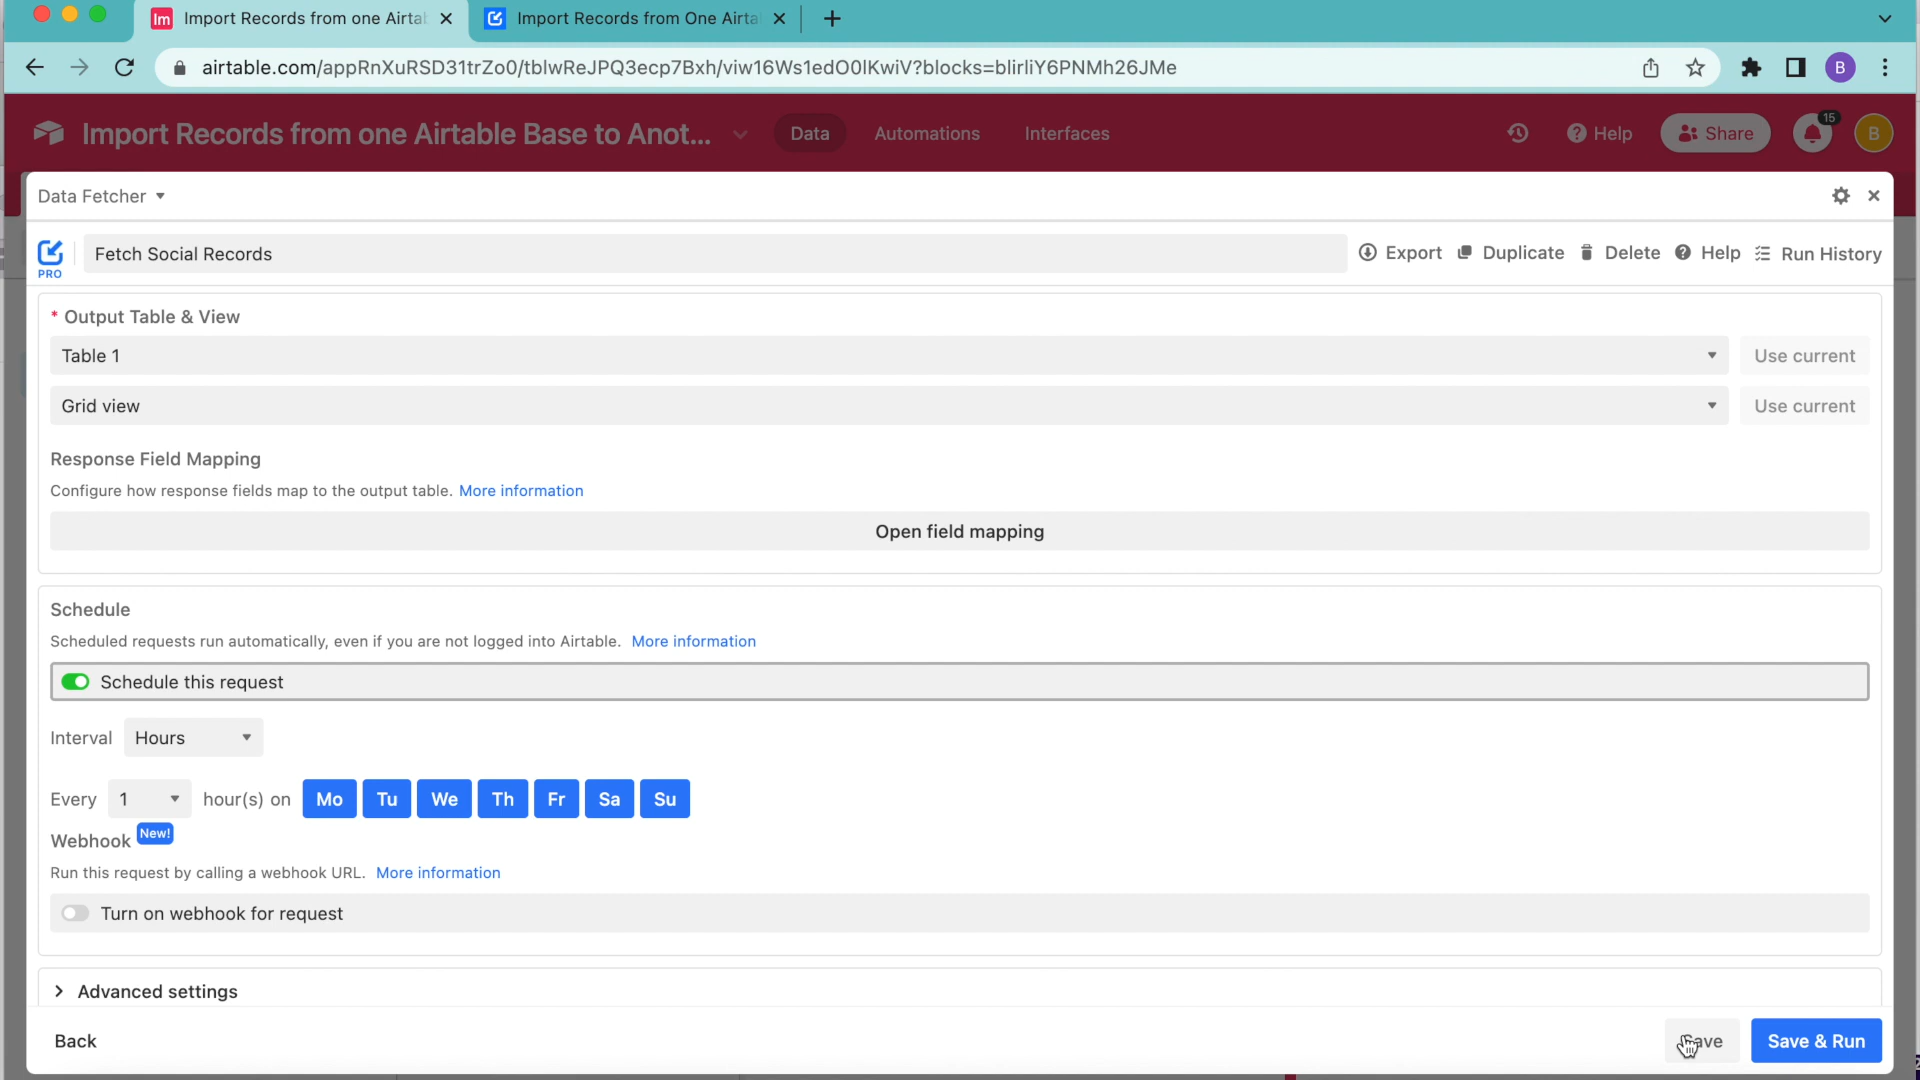 Import Records from one Airta
Import Records from One Airta
airtable.com/appRnXuRSD31trZo0/tblwReJPQ3ecp7Bxh/viw16Ws1edO0lKwiV?blocks=blirliY6PNMh26JMe
B
Import Records from one Airtable Base to Anot...
Data
Automations
Interfaces
Help
Share
15
B
Data Fetcher
PRO
Fetch Social Records
Export
Duplicate
Delete
Help
Run History
* Output Table & View
Table 1
Use current
Grid view
Use current
Response Field Mapping
Configure how response fields map to the output table. More information
Open field mapping
Schedule
Scheduled requests run automatically, even if you are not logged into Airtable. More information
Schedule this request
Interval Hours
Every 1 hour(s) on Mo Tu We Th Fr Sa Su
Webhook New!
Run this request by calling a webhook URL. More information
Turn on webhook for request
Advanced settings
Back
Save
Save & Run